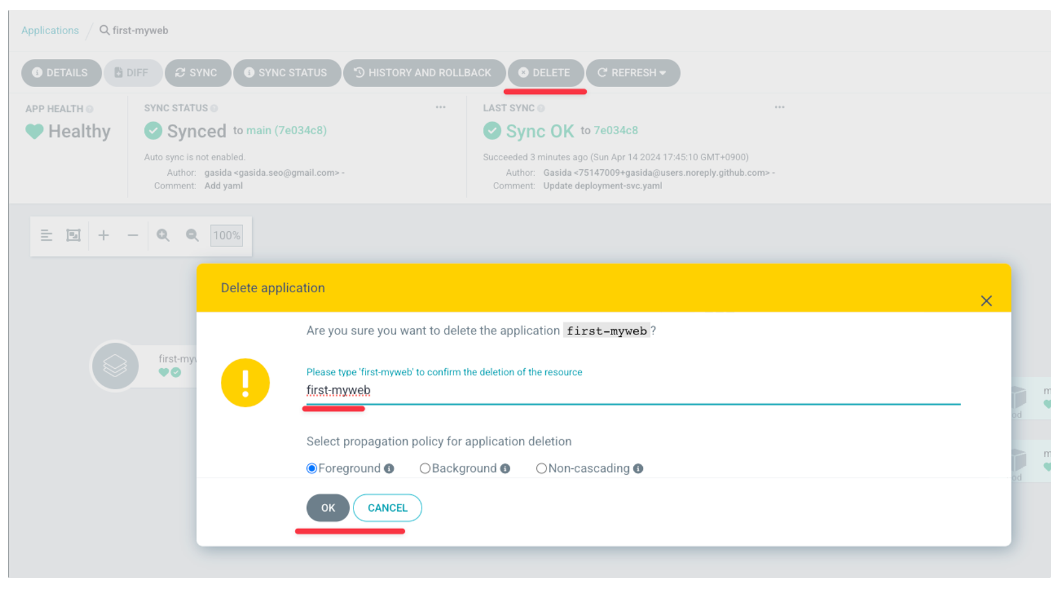 Applications / first-myweb
DETAILS DIFF SYNC SYNC STATUS HISTORY AND ROLLBACK DELETE REFRESH
APP HEALTH
Healthy
SYNC STATUS
Synced to main (7e034c8)
Auto sync is not enabled.
Author: gasida <gasida.seo@gmail.com> -
Comment: Add yaml
LAST SYNC
Sync OK to 7e034c8
Succeeded 3 minutes ago (Sun Apr 14 2024 17:45:10 GMT+0900)
Author: Gasida <75147009+gasida@users.noreply.github.com> -
Comment: Update deployment-svc.yaml
100%
first-my
Delete application
Are you sure you want to delete the application first-myweb ?
Please type 'first-myweb' to confirm the deletion of the resource
first-myweb
Select propagation policy for application deletion
Foreground Background Non-cascading
OK CANCEL